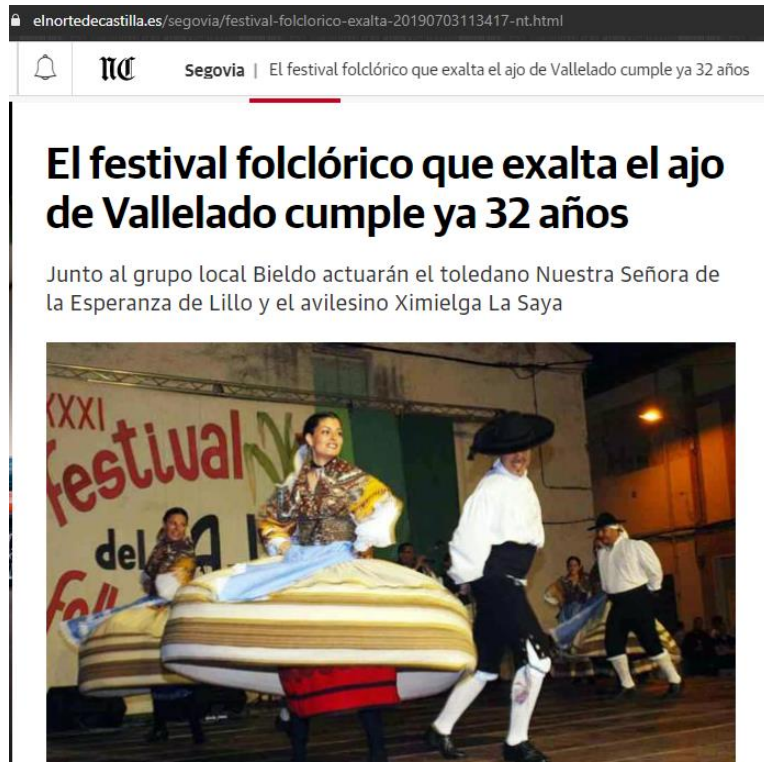 elnortedecastilla.es/segovia/festival-folclorico-exalta-20190703113417-nt.html
NC Segovia | El festival folclórico que exalta el ajo de Vallelado cumple ya 32 años
El festival folclórico que exalta el ajo
de Vallelado cumple ya 32 años
Junto al grupo local Bieldo actuarán el toledano Nuestra Señora de
la Esperanza de Lillo y el avilesino Ximielga La Saya
XXXI
festival
del